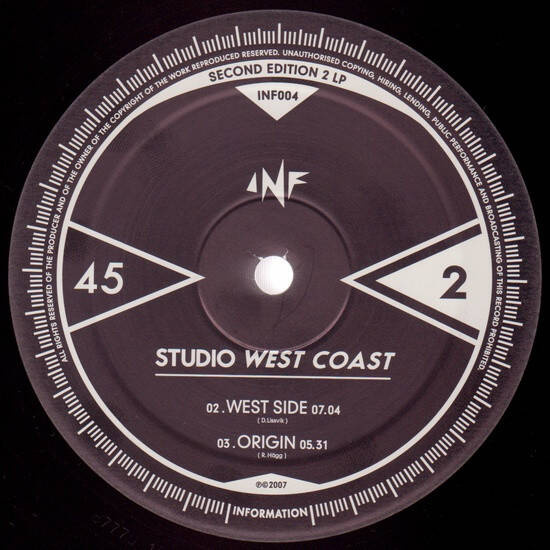 ALL RIGHTS RESERVED OF THE PRODUCER AND OF THE OWNER OF THE COPYRIGHT OF THE WORK REPRODUCED RESERVED. UNAUTHORISED COPYING, HIRING, LENDING, PUBLIC PERFORMANCE AND BROADCASTING OF THIS RECORD PROHIBITED.
SECOND EDITION 2 LP
INF004
INF
45
2
STUDIO WEST COAST
02. WEST SIDE 07.04
( D.Lissvik )
03. ORIGIN 05.31
( R.Hägg )
℗©2007
INFORMATION